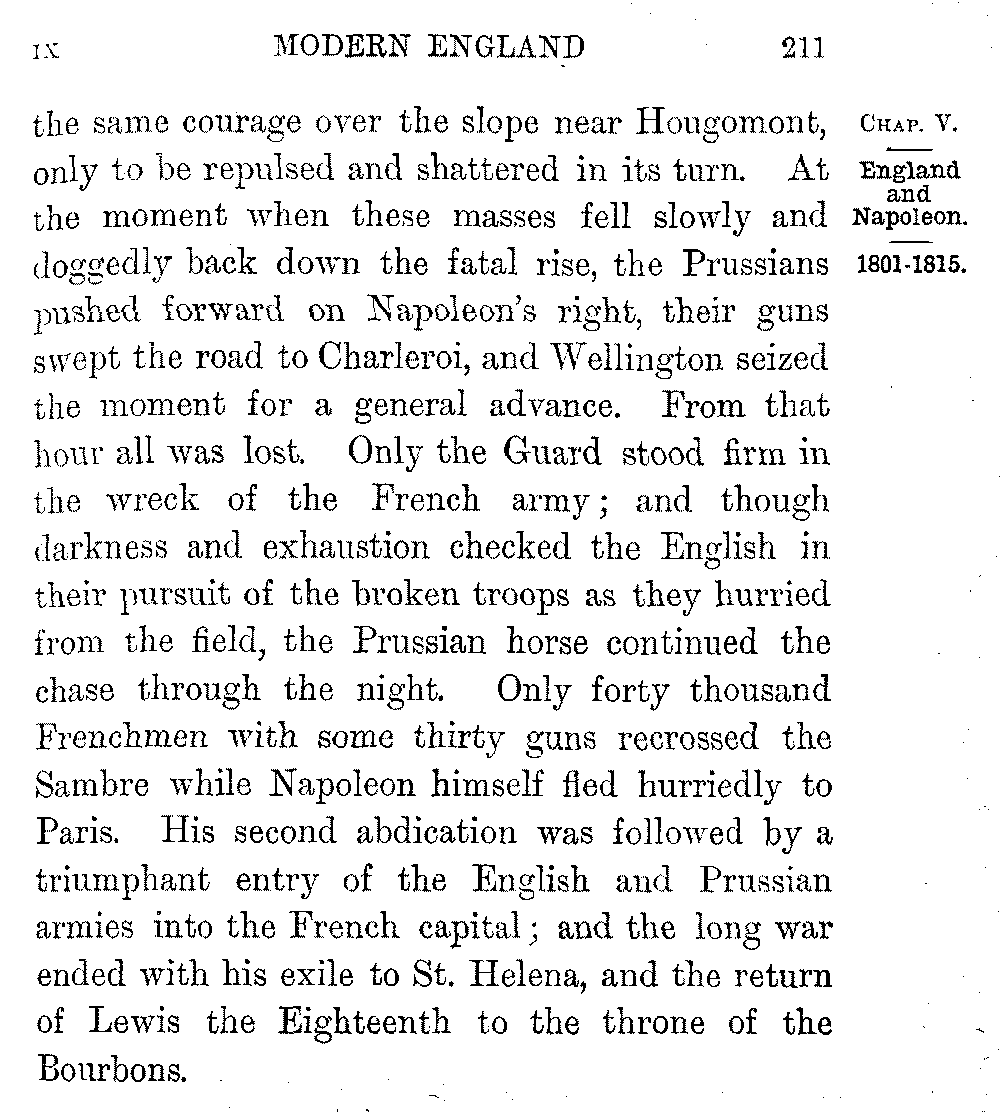 IX MODERN ENGLAND 211
the same courage over the slope near Hougomont,
only to be repulsed and shattered in its turn. At
the moment when these masses fell slowly and
doggedly back down the fatal rise, the Prussians
pushed forward on Napoleon's right, their guns
swept the road to Charleroi, and Wellington seized
the moment for a general advance. From that
hour all was lost. Only the Guard stood firm in
the wreck of the French army; and though
darkness and exhaustion checked the English in
their pursuit of the broken troops as they hurried
from the field, the Prussian horse continued the
chase through the night. Only forty thousand
Frenchmen with some thirty guns recrossed the
Sambre while Napoleon himself fled hurriedly to
Paris. His second abdication was followed by a
triumphant entry of the English and Prussian
armies into the French capital; and the long war
ended with his exile to St. Helena, and the return
of Lewis the Eighteenth to the throne of the
Bourbons.
CHAP. V.
England
and
Napoleon.
1801-1815.